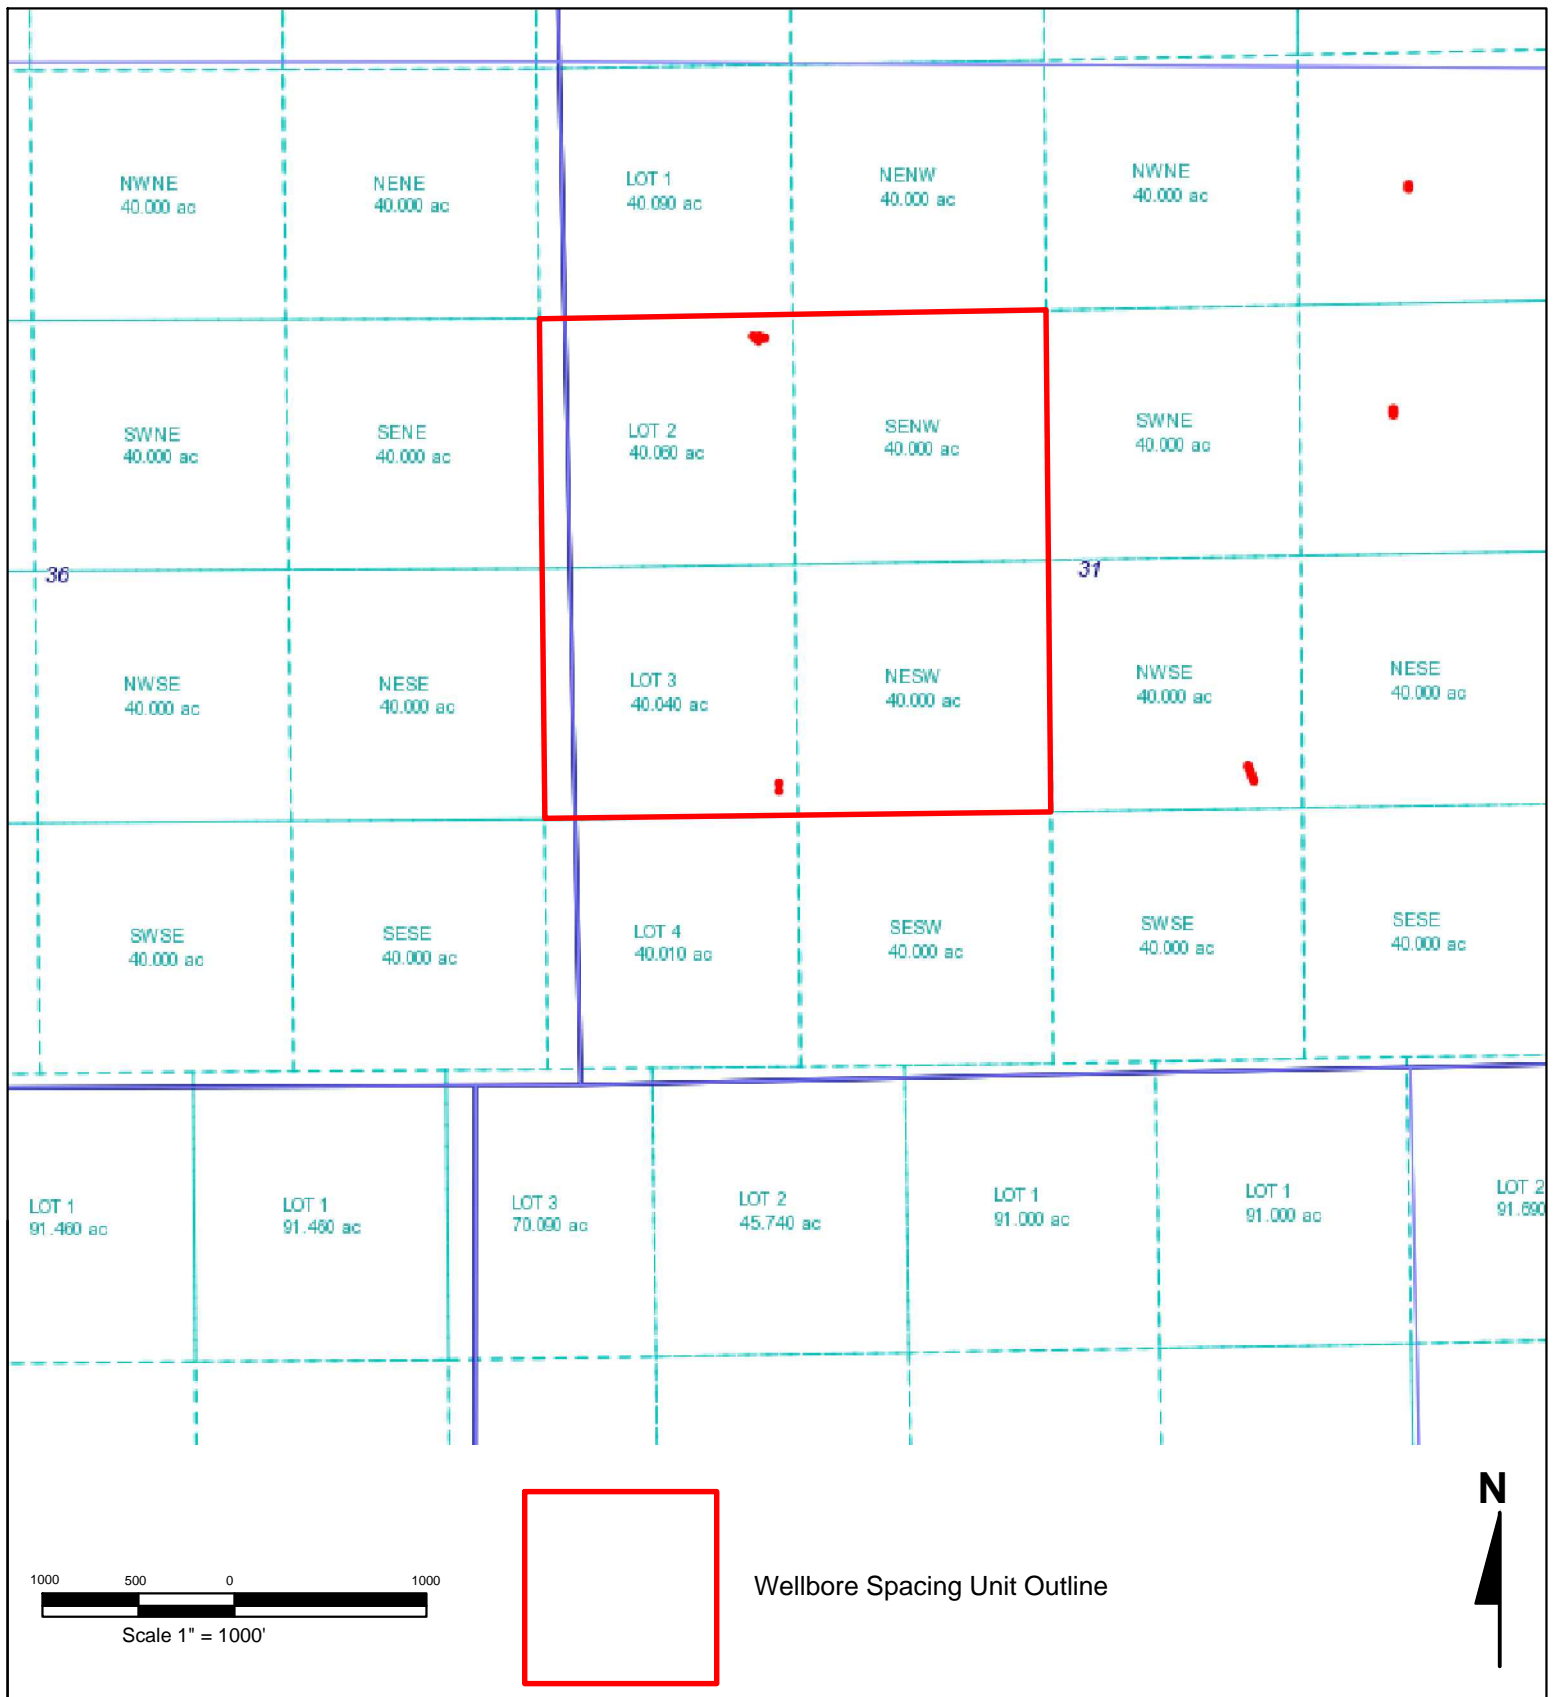 NWNE
40.000 ac
NENE
40.000 ac
LOT 1
40.090 ac
NENW
40.000 ac
NWNE
40.000 ac
SWNE
40.000 ac
SENE
40.000 ac
LOT 2
40.060 ac
SENW
40.000 ac
SWNE
40.000 ac
36
31
NWSE
40.000 ac
NESE
40.000 ac
LOT 3
40.040 ac
NESW
40.000 ac
NWSE
40.000 ac
NESE
40.000 ac
SWSE
40.000 ac
SESE
40.000 ac
LOT 4
40.010 ac
SESW
40.000 ac
SWSE
40.000 ac
SESE
40.000 ac
LOT 1
91.460 ac
LOT 1
91.460 ac
LOT 3
70.090 ac
LOT 2
45.740 ac
LOT 1
91.000 ac
LOT 1
91.000 ac
LOT 2
91.690
N
1000 500 0 1000
Scale 1" = 1000'
Wellbore Spacing Unit Outline